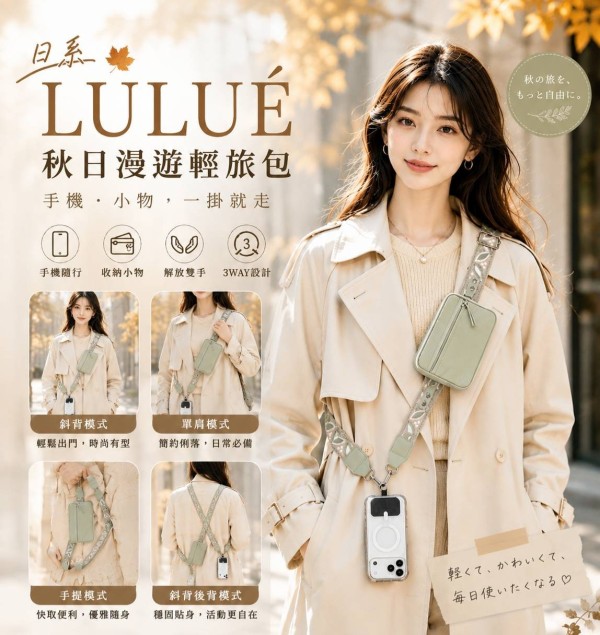 日系
LULUÉ
秋日漫遊輕旅包
手機・小物，一掛就走
手機隨行
收納小物
解放雙手
3
3WAY設計
秋の旅を、
もっと自由に。
斜背模式
輕鬆出門，時尚有型
單肩模式
簡約俐落，日常必備
手提模式
快取便利，優雅隨身
斜背後背模式
穩固貼身，活動更自在
軽くて、かわいくて、
毎日使いたくなる♡